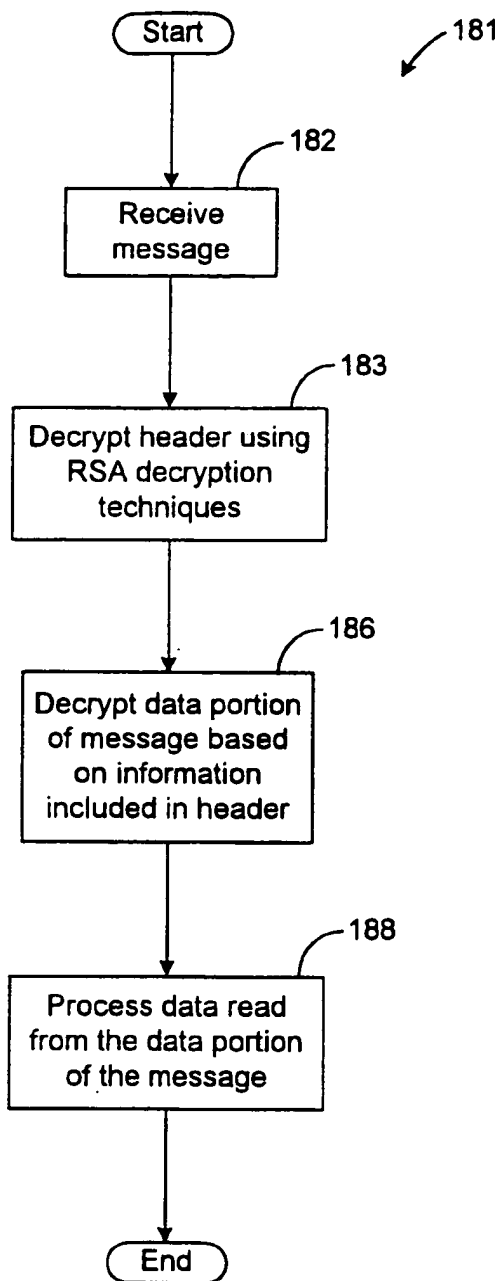 Start
181
182
Receive
message
183
Decrypt header using
RSA decryption
techniques
186
Decrypt data portion
of message based
on information
included in header
188
Process data read
from the data portion
of the message
End